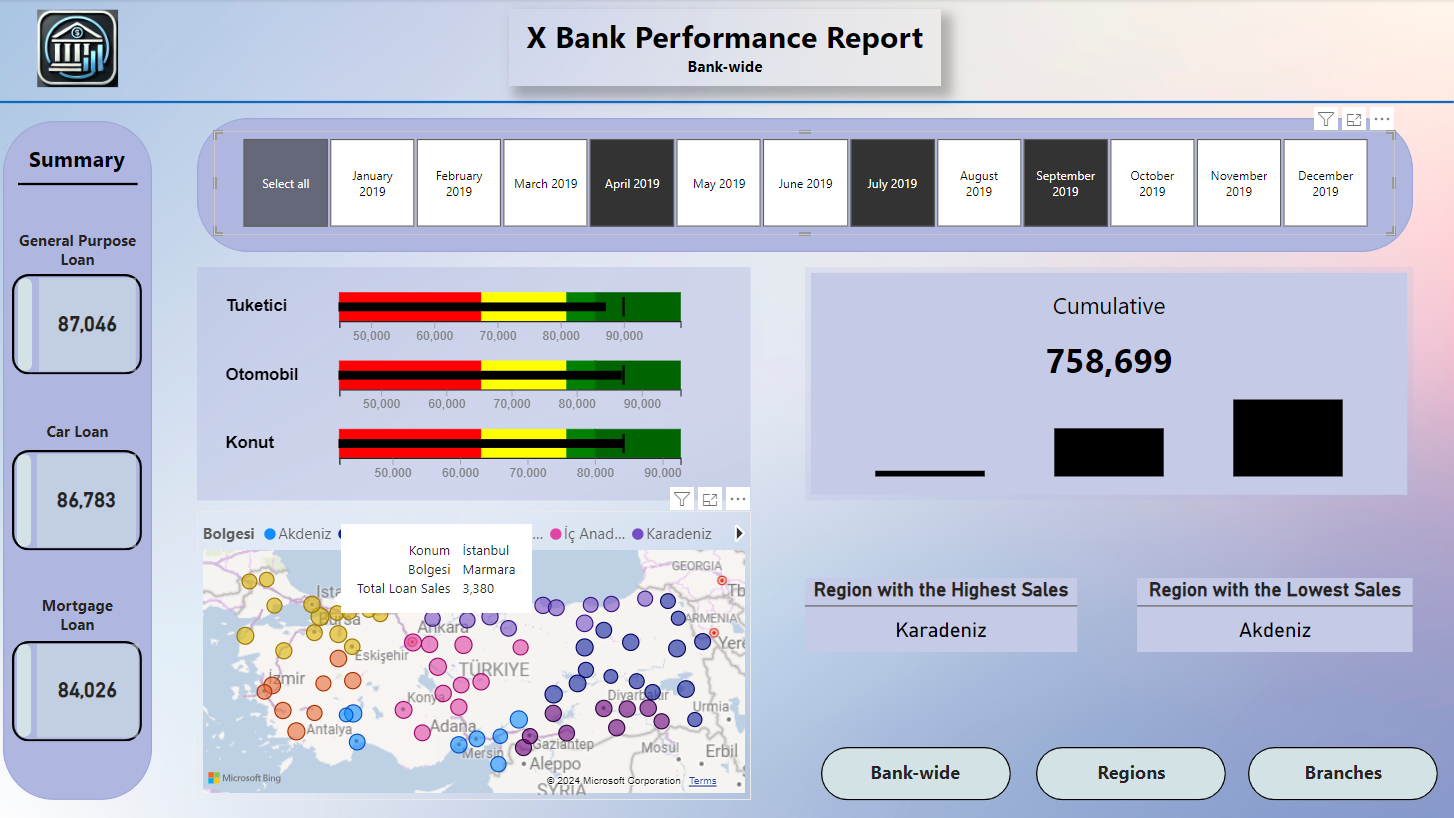 X Bank Performance Report
Bank-wide
Summary
General Purpose
Loan
87,046
Car Loan
86,783
Mortgage
Loan
84,026
Select all
January
2019
February
2019
March 2019
April 2019
May 2019
June 2019
July 2019
August
2019
September
2019
October
2019
November
2019
December
2019
Tuketici
50,000 60,000 70,000 80,000 90,000
Otomobil
50,000 60,000 70,000 80,000 90,000
Konut
50,000 60,000 70,000 80,000 90,000
Cumulative
758,699
Bolgesi Akdeniz ... İç Anad... Karadeniz
Konum İstanbul
Bolgesi Marmara
Total Loan Sales 3,380
GEORGIA
ARMENIA
Bursa
Ankara
Eskişehir
TÜRKIYE
İzmir
Konya
Diyarbakır
Urmia
Antalya
Adana
Mersin
Gaziantep
Mosul
Erbil
Aleppo
SYRIA
Microsoft Bing
© 2024 Microsoft Corporation Terms
Region with the Highest Sales
Karadeniz
Region with the Lowest Sales
Akdeniz
Bank-wide
Regions
Branches